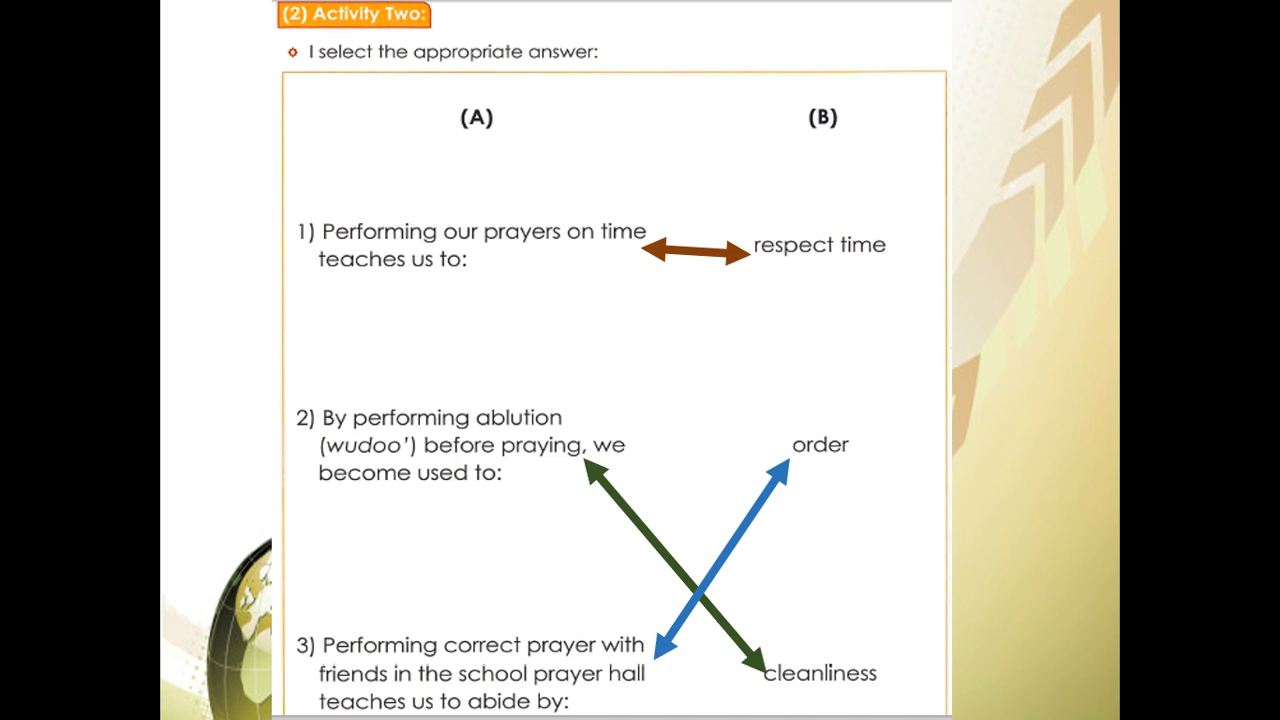 (2) Activity Two:
I select the appropriate answer:
(A) (B)
1) Performing our prayers on time
teaches us to:
respect time
2) By performing ablution
(wudoo') before praying, we
become used to:
order
3) Performing correct prayer with
friends in the school prayer hall
teaches us to abide by:
cleanliness